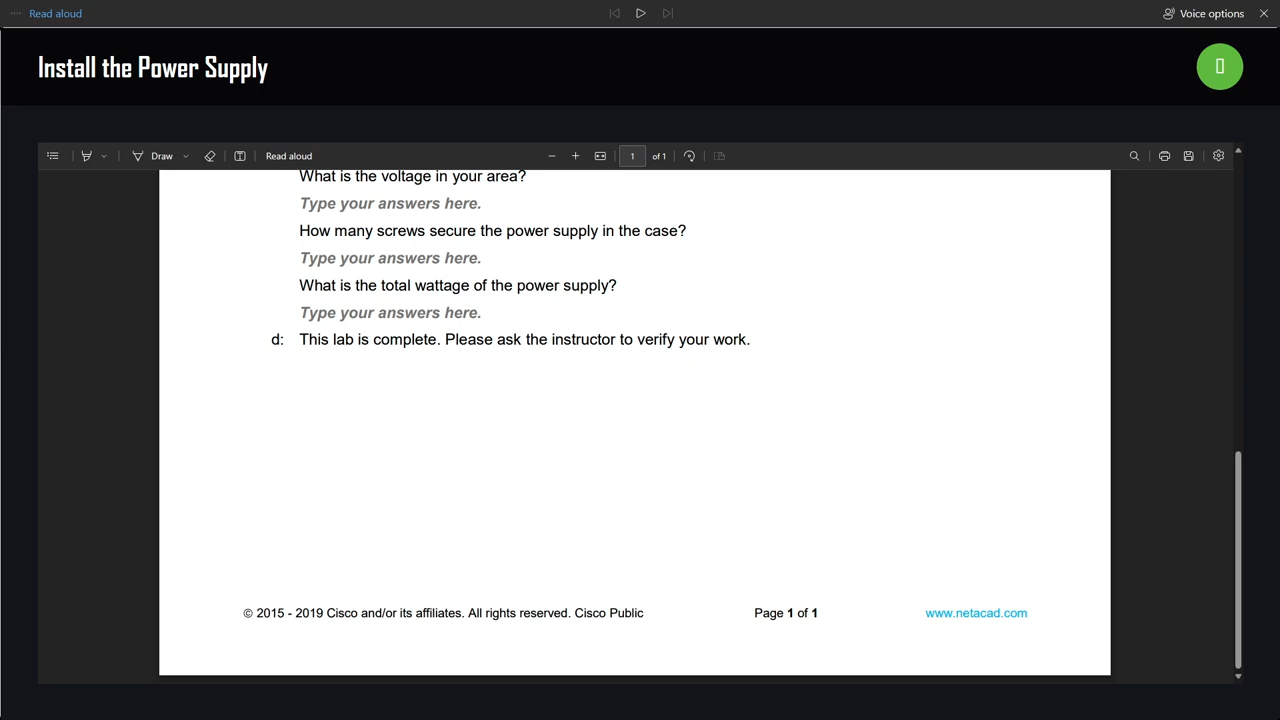 Read aloud
Voice options
Install the Power Supply
Draw
Read aloud
1
of 1
What is the voltage in your area?
Type your answers here.
How many screws secure the power supply in the case?
Type your answers here.
What is the total wattage of the power supply?
Type your answers here.
d: This lab is complete. Please ask the instructor to verify your work.
© 2015 - 2019 Cisco and/or its affiliates. All rights reserved. Cisco Public Page 1 of 1 www.netacad.com